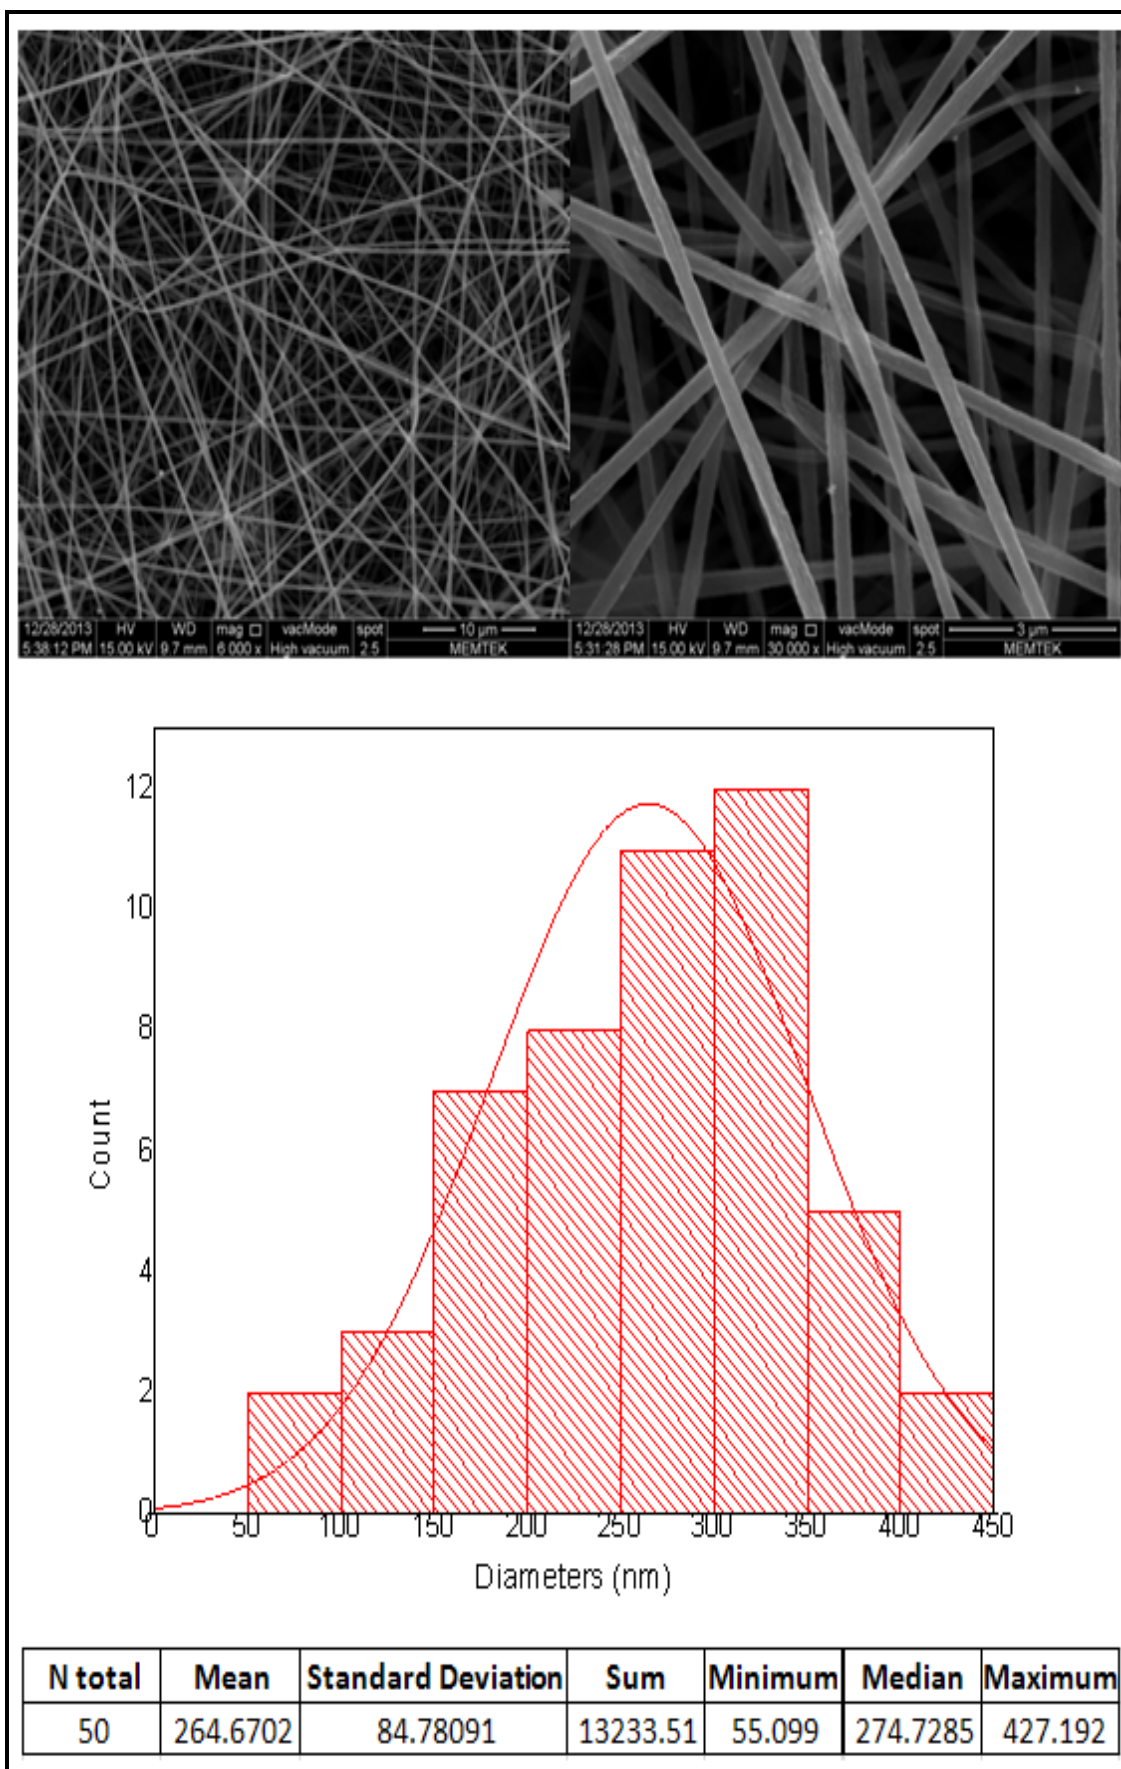 12/28/2013 HV WD mag vacMode spot 10 µm
5:38:12 PM 15.00 kV 9.7 mm 6 000 x High vacuum 2.5 MEMTEK
12/28/2013 HV WD mag vacMode spot 3 µm
5:31:28 PM 15.00 kV 9.7 mm 30 000 x High vacuum 2.5 MEMTEK
12
10
8
6
4
2
0
Count
0 50 100 150 200 250 300 350 400 450
Diameters (nm)
N total Mean Standard Deviation Sum Minimum Median Maximum
50 264.6702 84.78091 13233.51 55.099 274.7285 427.192